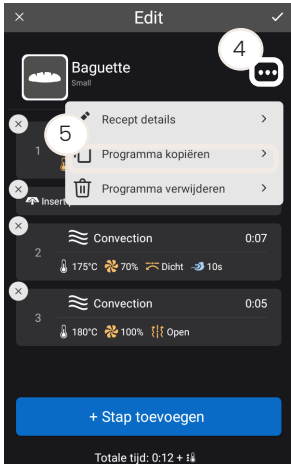 Edit
4
Baguette
Small
5
Recept details
Programma kopiëren
Programma verwijderen
1
Insert
Convection 0:07
2
175°C 70% Dicht 10s
Convection 0:05
3
180°C 100% Open
+ Stap toevoegen
Totale tijd: 0:12 +